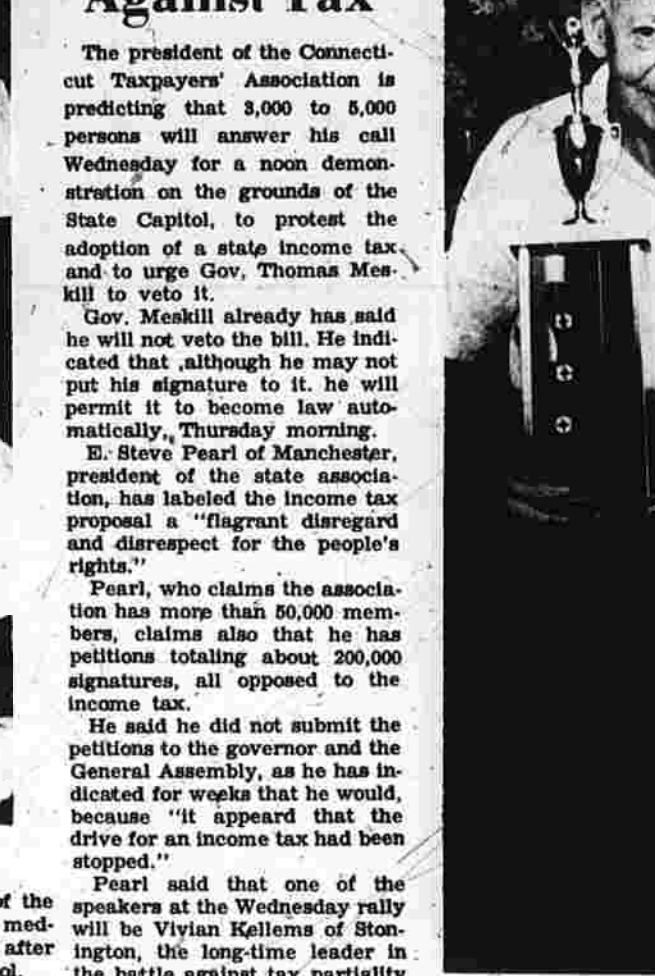 Against Tax
The president of the Connecti-
cut Taxpayers' Association is
predicting that 3,000 to 5,000
persons will answer his call
Wednesday for a noon demon-
stration on the grounds of the
State Capitol, to protest the
adoption of a state income tax
and to urge Gov. Thomas Mes-
kill to veto it.
Gov. Meskill already has said
he will not veto the bill. He indi-
cated that ,although he may not
put his signature to it. he will
permit it to become law auto-
matically, Thursday morning.
E. Steve Pearl of Manchester,
president of the state associa-
tion, has labeled the income tax
proposal a "flagrant disregard
and disrespect for the people's
rights."
Pearl, who claims the associa-
tion has more than 50,000 mem-
bers, claims also that he has
petitions totaling about 200,000
signatures, all opposed to the
income tax.
He said he did not submit the
petitions to the governor and the
General Assembly, as he has in-
dicated for weeks that he would,
because "it appeard that the
drive for an income tax had been
stopped."
Pearl said that one of the
speakers at the Wednesday rally
will be Vivian Kellems of Ston-
ington, the long-time leader in
the battle against tax partiality
of the
med-
after
ol.